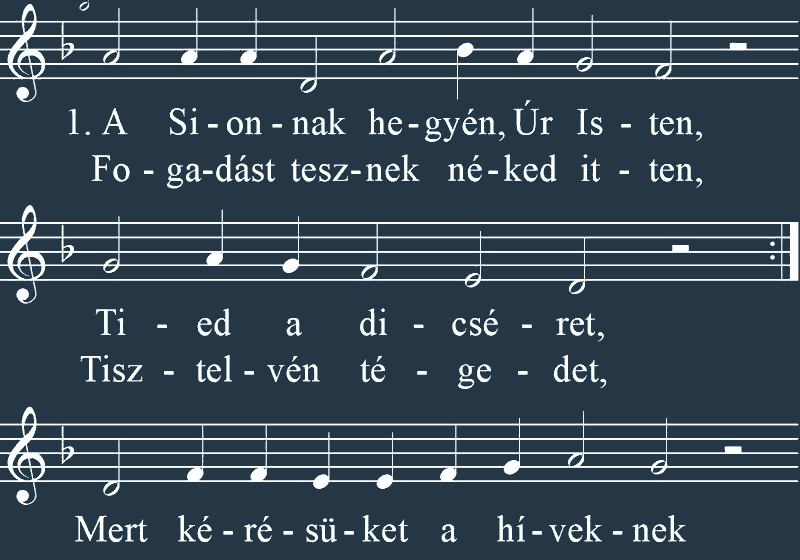 1. A Si - on - nak he - gyén, Úr Is - ten,
Fo - ga - dást tesz - nek né - ked it - ten,
Ti - ed a di - csé - ret,
Tisz - tel - vén té - ge - det,
Mert ké - ré - sü - ket a hí - vek - nek